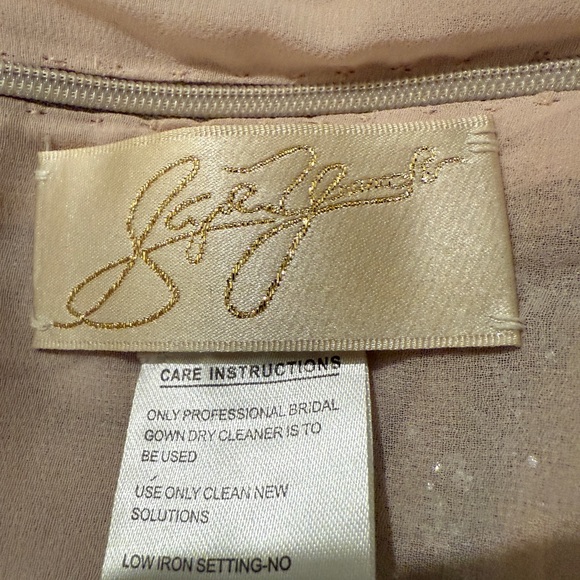 CARE INSTRUCTIONS
ONLY PROFESSIONAL BRIDAL
GOWN DRY CLEANER IS TO
BE USED
USE ONLY CLEAN NEW
SOLUTIONS
LOW IRON SETTING-NO